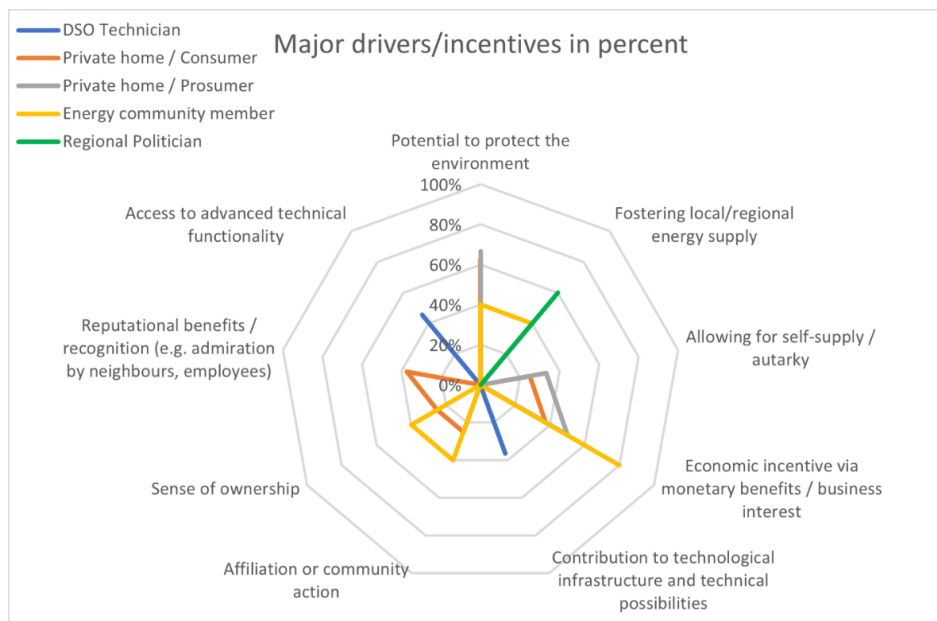 DSO Technician
Private home / Consumer
Private home / Prosumer
Energy community member
Regional Politician
Major drivers/incentives in percent
Potential to protect the
environment
Fostering local/regional
energy supply
Allowing for self-supply /
autarky
Economic incentive via
monetary benefits / business
interest
Contribution to technological
infrastructure and technical
possibilities
Affiliation or community
action
Sense of ownership
Reputational benefits /
recognition (e.g. admiration
by neighbours, employees)
Access to advanced technical
functionality
100%
80%
60%
40%
20%
0%